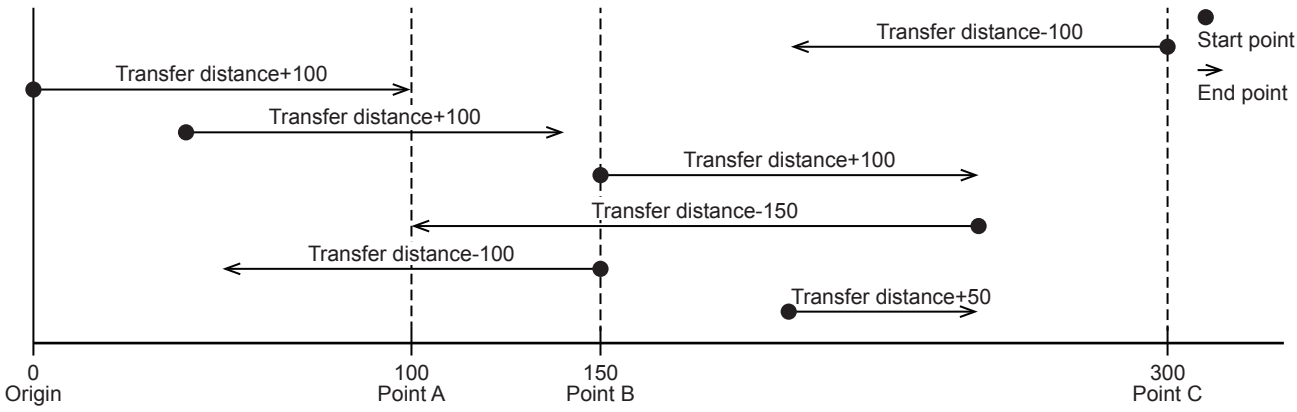 Transfer distance-100
Start point
Transfer distance+100
End point
Transfer distance+100
Transfer distance+100
Transfer distance-150
Transfer distance-100
Transfer distance+50
0
100
150
300
Origin
Point A
Point B
Point C